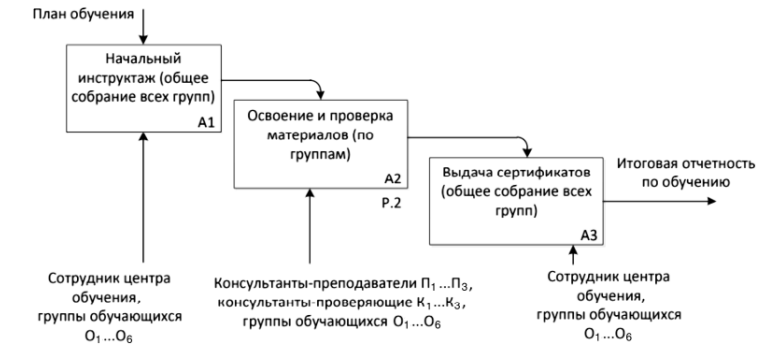 План обучения
Начальный
инструктаж (общее
собрание всех групп)
А1
Освоение и проверка
материалов (по
группам)
А2
Р.2
Выдача сертификатов
(общее собрание всех
групп)
А3
Итоговая отчетность
по обучению
Сотрудник центра
обучения,
группы обучающихся
О₁...О₆
Консультанты-преподаватели П₁...П₃,
консультанты-проверяющие К₁...К₃,
группы обучающихся О₁...О₆
Сотрудник центра
обучения,
группы обучающихся
О₁...О₆